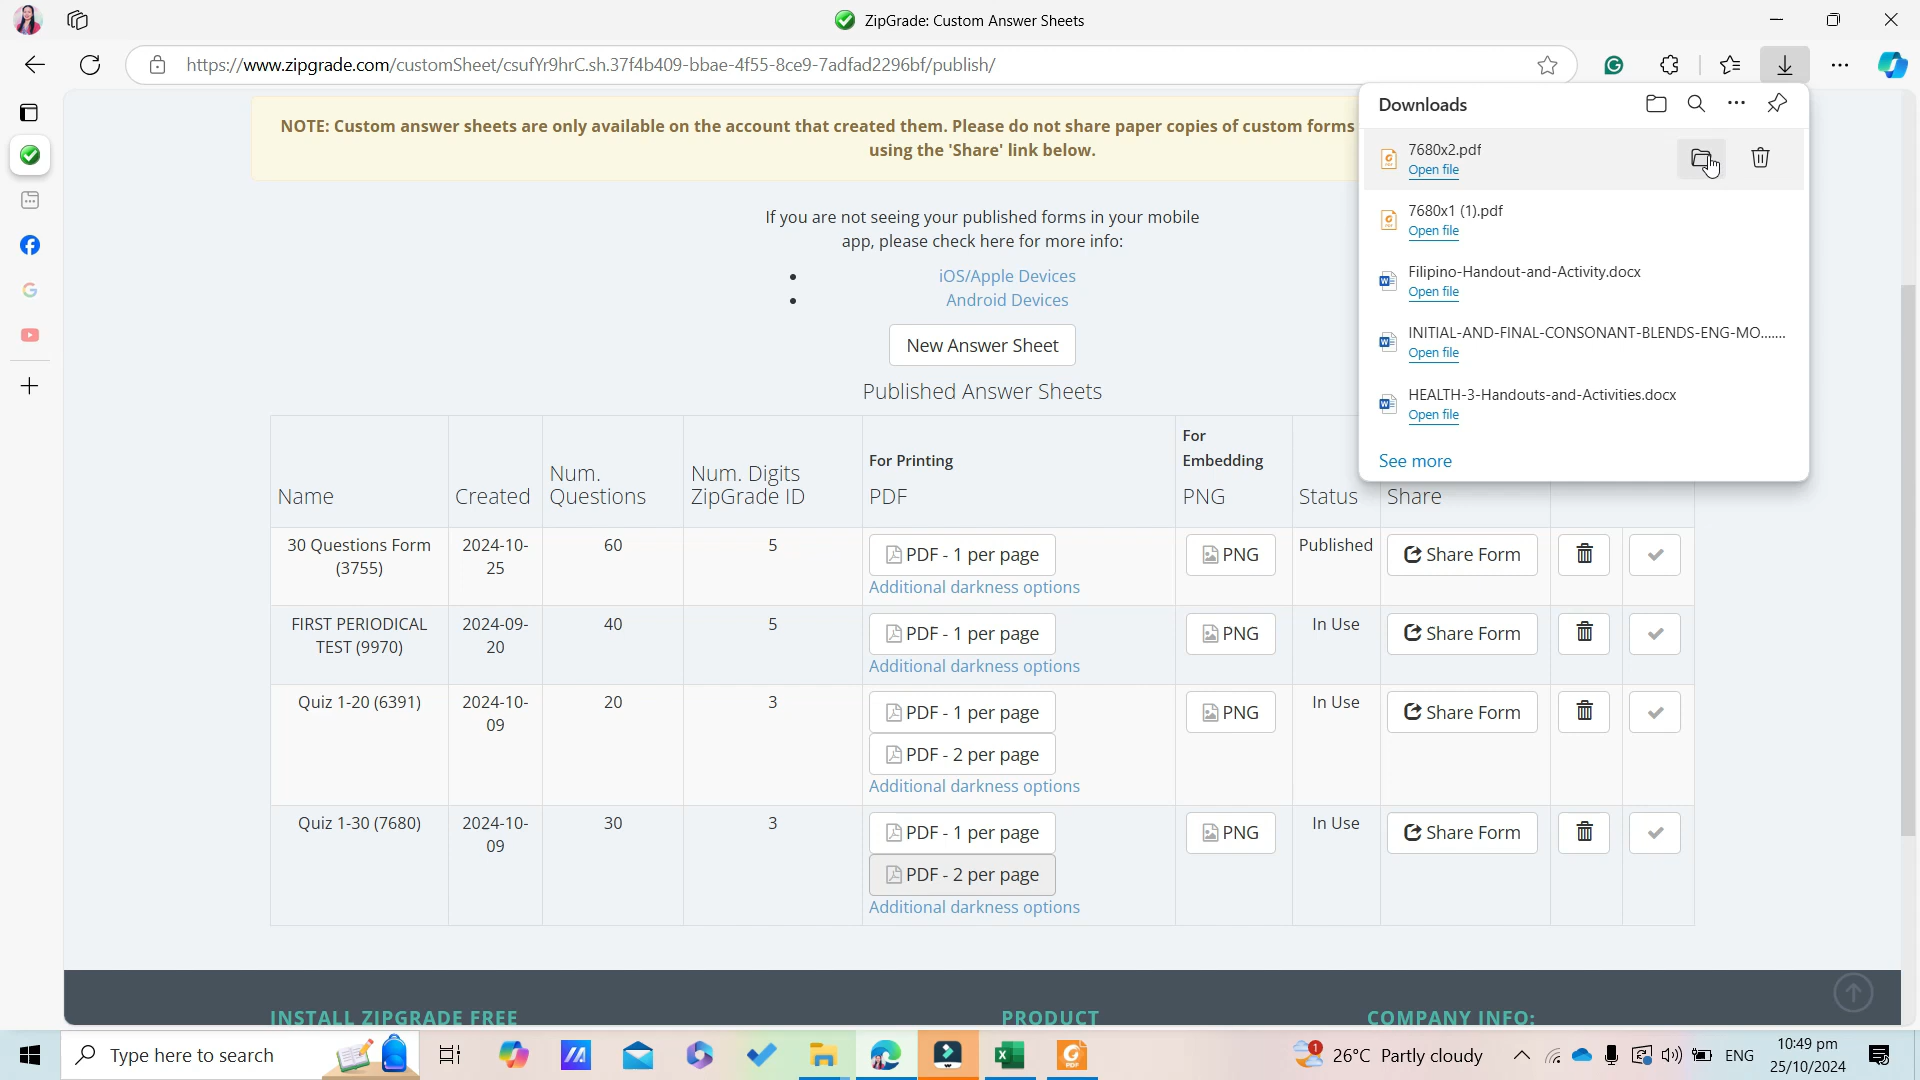 ZipGrade: Custom Answer Sheets
https://www.zipgrade.com/customSheet/csufYr9hrC.sh.37f4b409-bbae-4f55-8ce9-7adfad2296bf/publish/
NOTE: Custom answer sheets are only available on the account that created them. Please do not share paper copies of custom forms
using the 'Share' link below.
Downloads
7680x2.pdf
Open file
7680x1 (1).pdf
Open file
Filipino-Handout-and-Activity.docx
Open file
INITIAL-AND-FINAL-CONSONANT-BLENDS-ENG-MO.......
Open file
HEALTH-3-Handouts-and-Activities.docx
Open file
See more
If you are not seeing your published forms in your mobile
app, please check here for more info:
iOS/Apple Devices
Android Devices
New Answer Sheet
Published Answer Sheets
Name
Created
Num.
Questions
Num. Digits
ZipGrade ID
For Printing
PDF
For
Embedding
PNG
Status
Share
30 Questions Form
(3755)
2024-10-
25
60
5
PDF - 1 per page
Additional darkness options
PNG
Published
Share Form
FIRST PERIODICAL
TEST (9970)
2024-09-
20
40
5
PDF - 1 per page
Additional darkness options
PNG
In Use
Share Form
Quiz 1-20 (6391)
2024-10-
09
20
3
PDF - 1 per page
PDF - 2 per page
Additional darkness options
PNG
In Use
Share Form
Quiz 1-30 (7680)
2024-10-
09
30
3
PDF - 1 per page
PDF - 2 per page
Additional darkness options
PNG
In Use
Share Form
INSTALL ZIPGRADE FREE
PRODUCT
COMPANY INFO:
Type here to search
1
26°C Partly cloudy
ENG
10:49 pm
25/10/2024